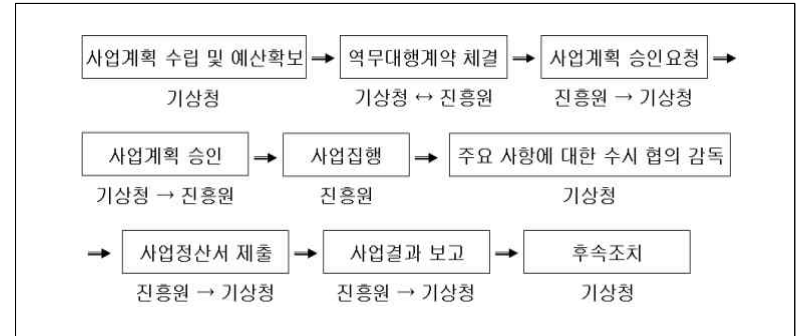 사업계획 수립 및 예산확보 → 역무대행계약 체결 → 사업계획 승인요청 →
기상청 기상청 ↔ 진흥원 진흥원 → 기상청
사업계획 승인 → 사업집행 → 주요 사항에 대한 수시 협의 감독
기상청 → 진흥원 진흥원 기상청
→ 사업정산서 제출 → 사업결과 보고 → 후속조치
진흥원 → 기상청 진흥원 → 기상청 기상청